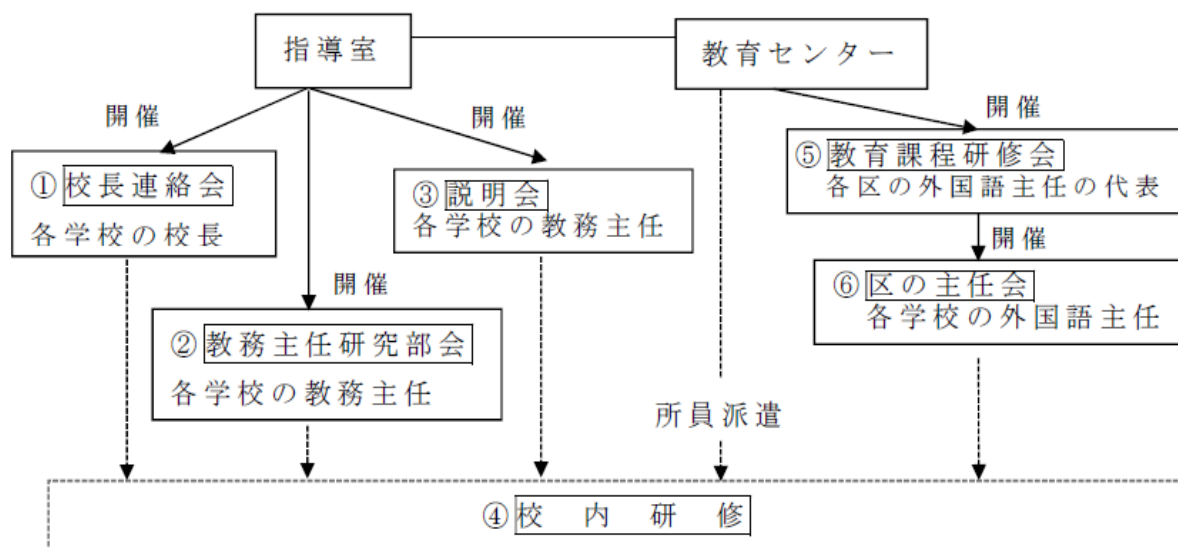 指導室
教育センター
開催
開催
開催
①校長連絡会
各学校の校長
③説明会
各学校の教務主任
⑤教育課程研修会
各区の外国語主任の代表
開催
開催
⑥区の主任会
各学校の外国語主任
②教務主任研究部会
各学校の教務主任
所員派遣
④校内研修